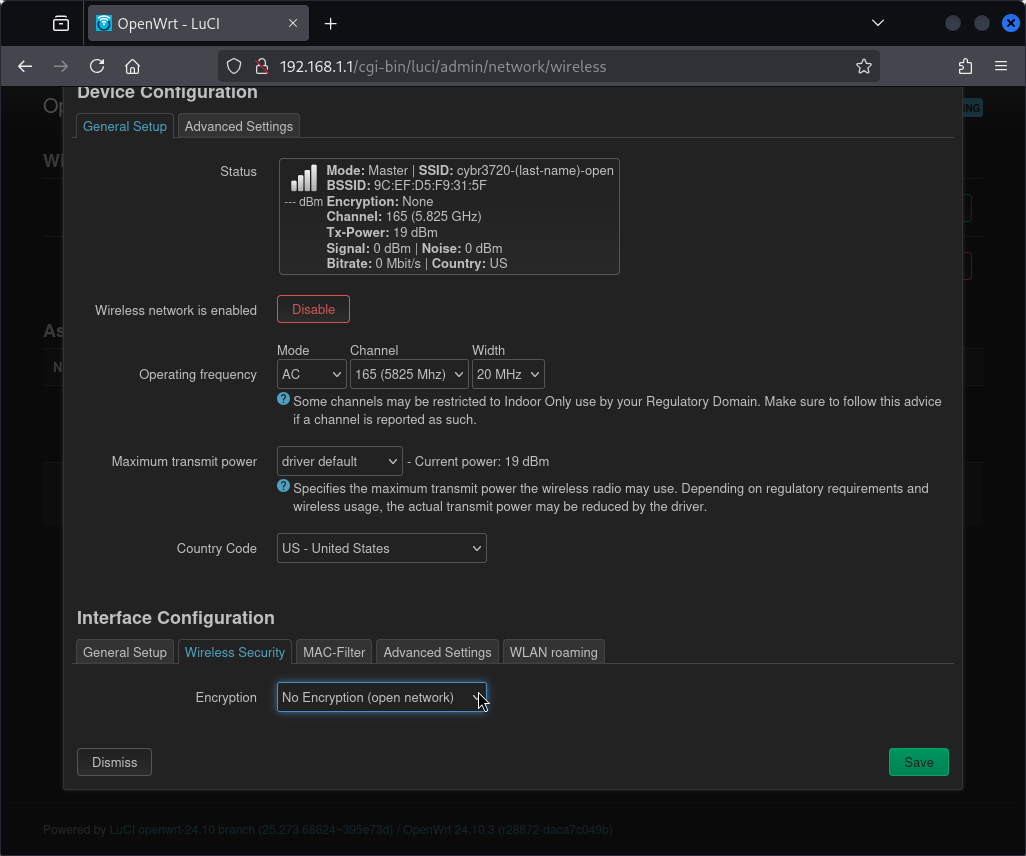 OpenWrt - LuCI
192.168.1.1/cgi-bin/luci/admin/network/wireless
Device Configuration
General Setup Advanced Settings
Status
Mode: Master | SSID: cybr3720-(last-name)-open
BSSID: 9C:EF:D5:F9:31:5F
--- dBm Encryption: None
Channel: 165 (5.825 GHz)
Tx-Power: 19 dBm
Signal: 0 dBm | Noise: 0 dBm
Bitrate: 0 Mbit/s | Country: US
Wireless network is enabled Disable
Mode Channel Width
Operating frequency AC 165 (5825 Mhz) 20 MHz
Some channels may be restricted to Indoor Only use by your Regulatory Domain. Make sure to follow this advice
if a channel is reported as such.
Maximum transmit power driver default - Current power: 19 dBm
Specifies the maximum transmit power the wireless radio may use. Depending on regulatory requirements and
wireless usage, the actual transmit power may be reduced by the driver.
Country Code US - United States
Interface Configuration
General Setup Wireless Security MAC-Filter Advanced Settings WLAN roaming
Encryption No Encryption (open network)
Dismiss Save
Powered by LuCI openwrt-24.10 branch (25.273.68624~395e73d) / OpenWrt 24.10.3 (r28872-daca7c049b)